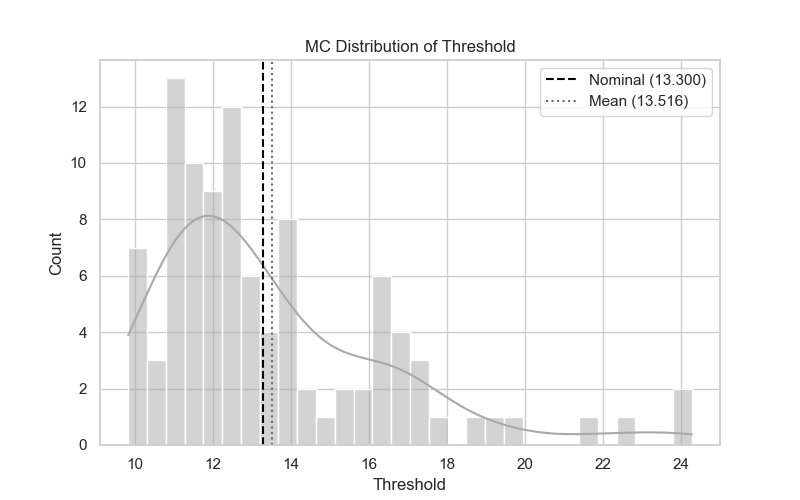 MC Distribution of Threshold
Nominal (13.300)
Mean (13.516)
Count
12
10
8
6
4
2
0
10 12 14 16 18 20 22 24
Threshold